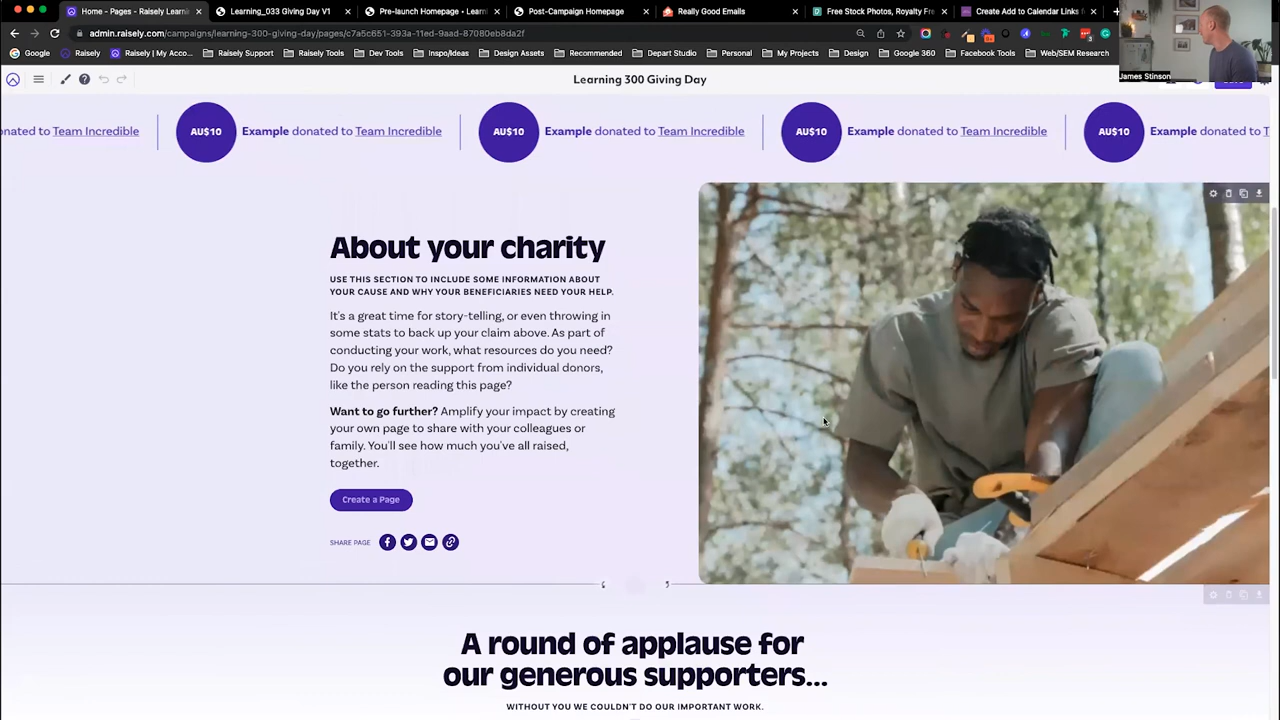 Home - Pages - Raisely Learni
Learning_033 Giving Day V1
Pre-launch Homepage - Learn
Post-Campaign Homepage
Really Good Emails
Free Stock Photos, Royalty Fre
Create Add to Calendar Links f
admin.raisely.com/campaigns/learning-300-giving-day/pages/c7a5c651-393a-11ed-9aad-87080eb8da2f
Google
Raisely
Raisely | My Acco...
Raisely Support
Raisely Tools
Dev Tools
Inspo/Ideas
Assets
Recommended
Depart Studio
Personal
My Projects
Design
Google 360
Facebook Tools
Web/SEM Research
James Stinson
Learning 300 Giving Day
onated to Team Incredible
AU$10
Example donated to Team Incredible
AU$10
Example donated to Team Incredible
AU$10
Example donated to Team Incredible
AU$10
Example donated to T
About your charity
USE THIS SECTION TO INCLUDE SOME INFORMATION ABOUT
YOUR CAUSE AND WHY YOUR BENEFICIARIES NEED YOUR HELP.
It's a great time for story-telling, or even throwing in
some stats to back up your claim above. As part of
conducting your work, what resources do you need?
Do you rely on the support from individual donors,
like the person reading this page?
Want to go further? Amplify your impact by creating
your own page to share with your colleagues or
family. You'll see how much you've all raised,
together.
Create a Page
SHARE PAGE
A round of applause for
our generous supporters...
WITHOUT YOU WE COULDN'T DO OUR IMPORTANT WORK.